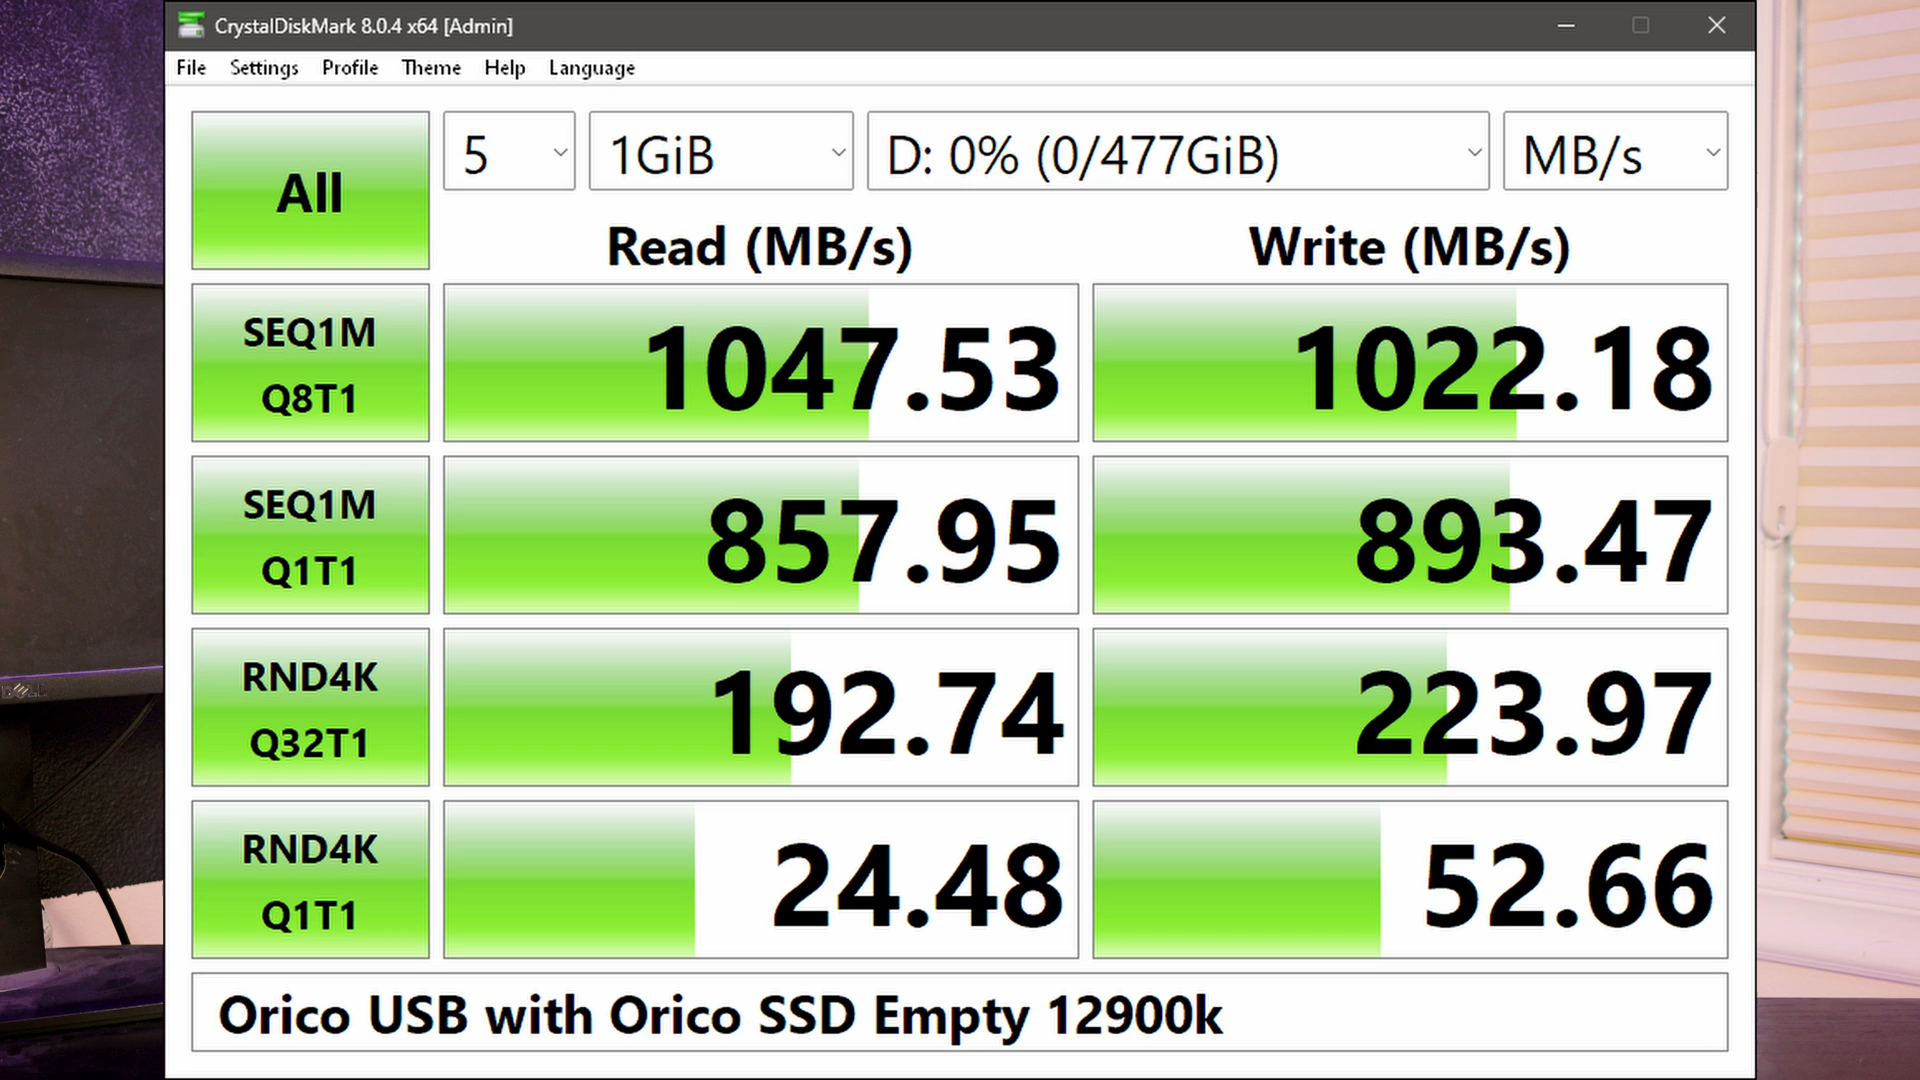 CrystalDiskMark 8.0.4 x64 [Admin]
File Settings Profile Theme Help Language
All 5 1GiB D: 0% (0/477GiB) MB/s
Read (MB/s) Write (MB/s)
SEQ1M
Q8T1
1047.53 1022.18
SEQ1M
Q1T1
857.95 893.47
RND4K
Q32T1
192.74 223.97
RND4K
Q1T1
24.48 52.66
Orico USB with Orico SSD Empty 12900k
DELL